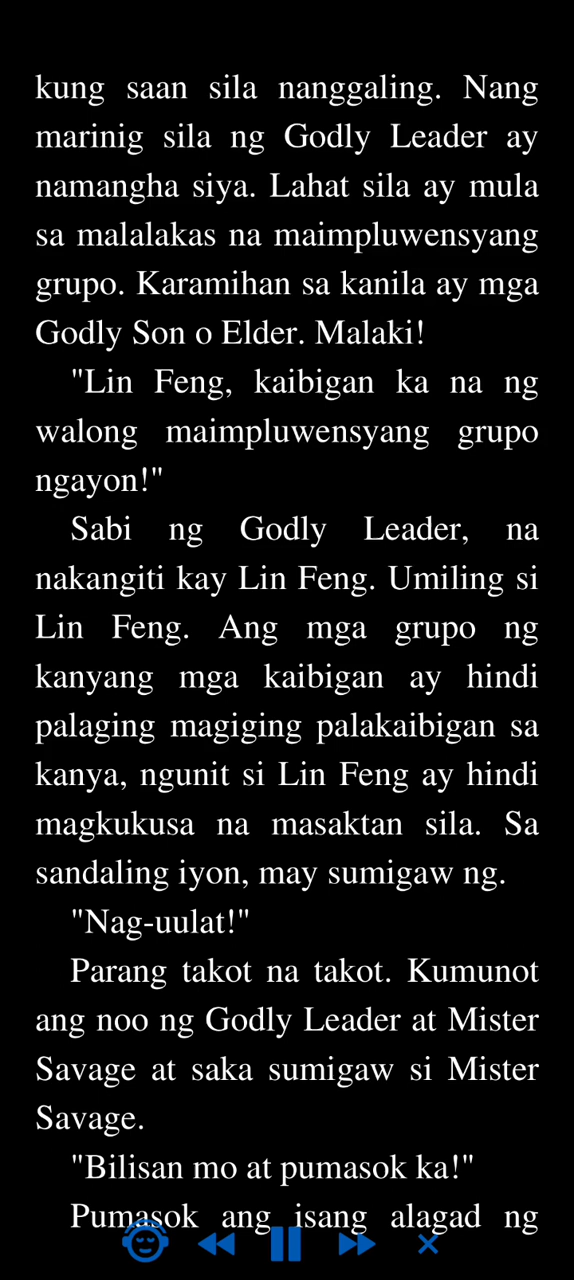 kung saan sila nanggaling. Nang
marinig sila ng Godly Leader ay
namangha siya. Lahat sila ay mula
sa malalakas na maimpluwensyang
grupo. Karamihan sa kanila ay mga
Godly Son o Elder. Malaki!
"Lin Feng, kaibigan ka na ng
walong maimpluwensyang grupo
ngayon!"
Sabi ng Godly Leader, na
nakangiti kay Lin Feng. Umiling si
Lin Feng. Ang mga grupo ng
kanyang mga kaibigan ay hindi
palaging magiging palakaibigan sa
kanya, ngunit si Lin Feng ay hindi
magkukusa na masaktan sila. Sa
sandaling iyon, may sumigaw ng.
"Nag-uulat!"
Parang takot na takot. Kumunot
ang noo ng Godly Leader at Mister
Savage at saka sumigaw si Mister
Savage.
"Bilisan mo at pumasok ka!"
Pumasok ang isang alagad ng